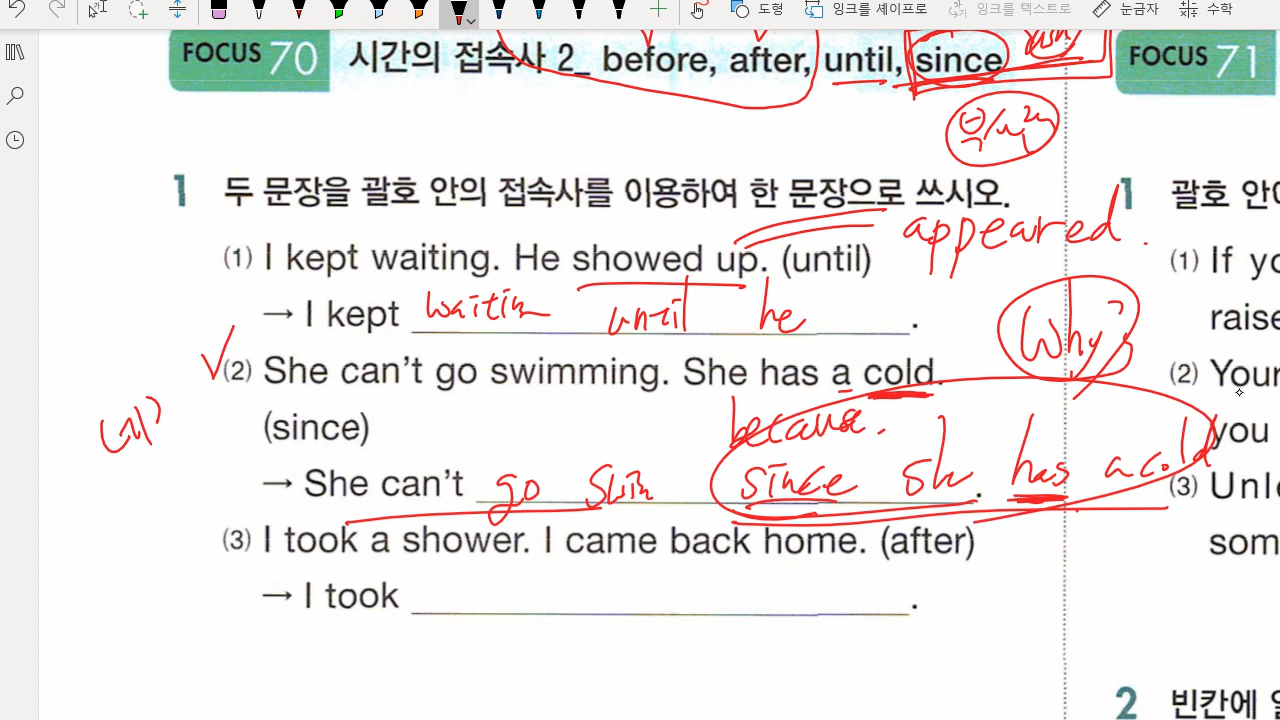 도형 잉크를 셰이프로 잉크를 텍스트로 눈금자 수학
FOCUS 70 시간의 접속사 2_ before, after, until, since
FOCUS 71
1 두 문장을 괄호 안의 접속사를 이용하여 한 문장으로 쓰시오.
appeared.
(1) I kept waiting. He showed up. (until)
→ I kept until he .
Why?
(2) She can't go swimming. She has a cold.
(since)
because.
→ She can't go swim since she has a cold .
(3) I took a shower. I came back home. (after)
→ I took .
1 괄호 안
(1) If yo
raise
(2) Your
you
(3) Unl
som
2 빈칸에